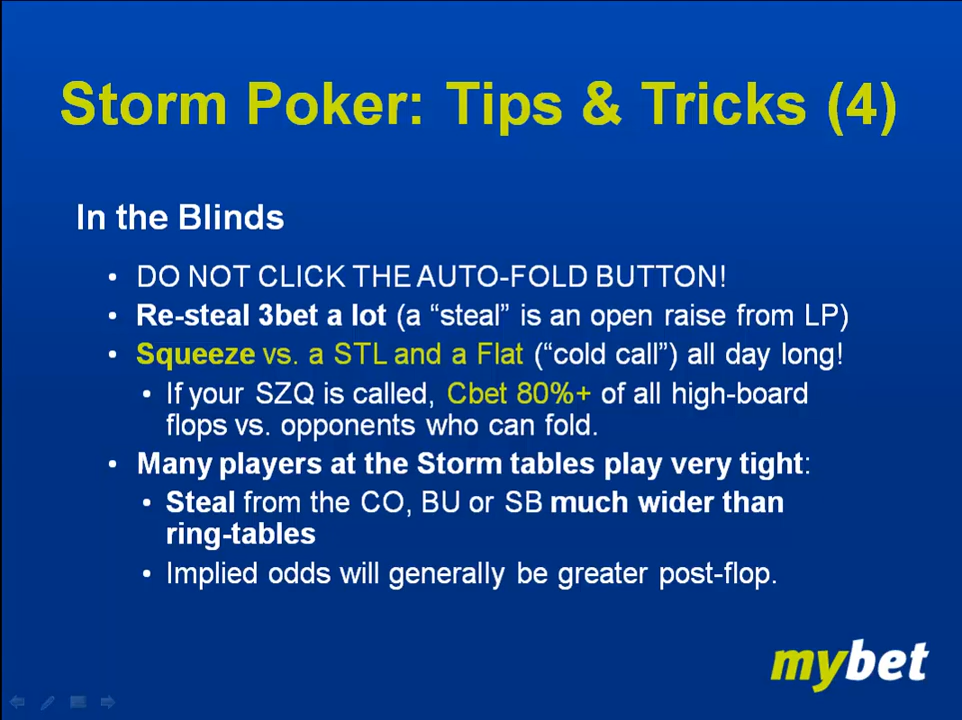 Storm Poker: Tips & Tricks (4)
In the Blinds
• DO NOT CLICK THE AUTO-FOLD BUTTON!
• Re-steal 3bet a lot (a “steal” is an open raise from LP)
• Squeeze vs. a STL and a Flat (“cold call”) all day long!
• If your SZQ is called, Cbet 80%+ of all high-board
flops vs. opponents who can fold.
• Many players at the Storm tables play very tight:
• Steal from the CO, BU or SB much wider than
ring-tables
• Implied odds will generally be greater post-flop.
mybet